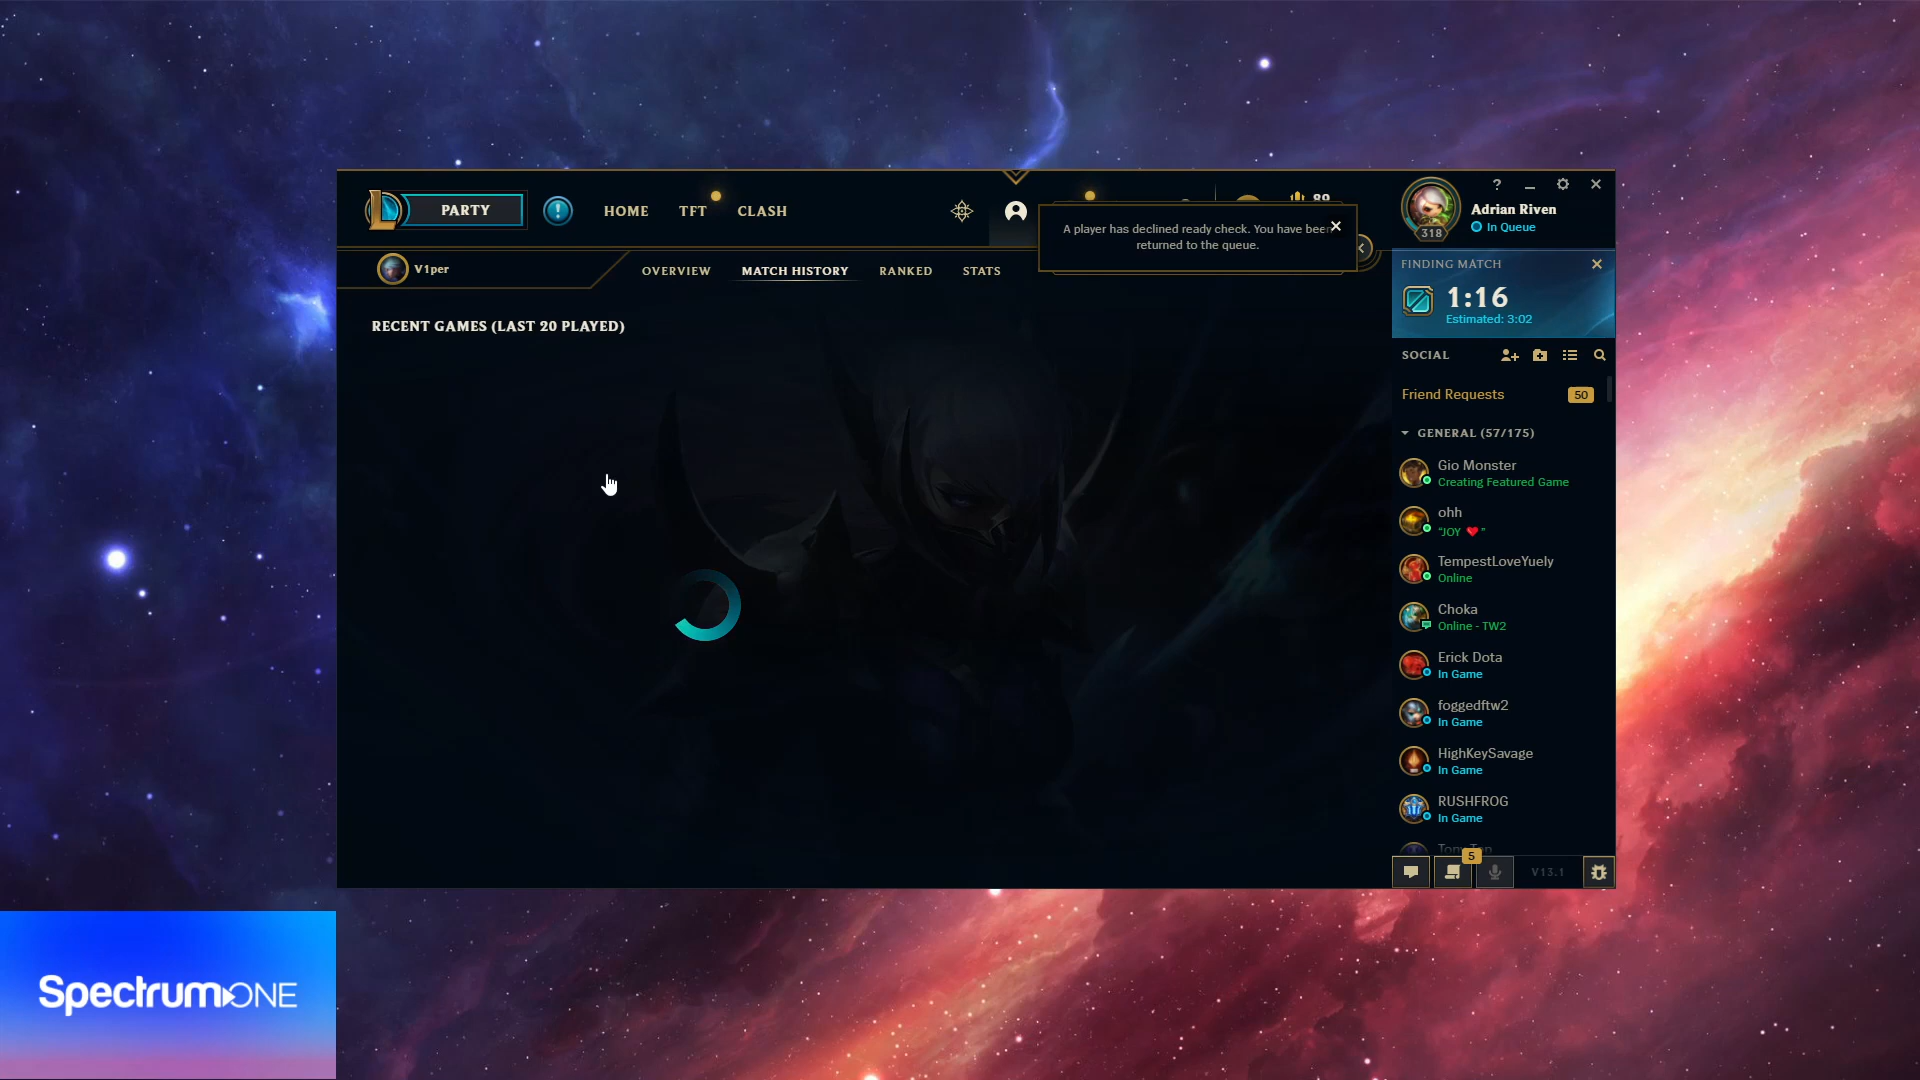 PARTY
HOME
TFT
CLASH
89
?
Adrian Riven
In Queue
318
A player has declined ready check. You have been
returned to the queue.
V1per
OVERVIEW
MATCH HISTORY
RANKED
STATS
RECENT GAMES (LAST 20 PLAYED)
FINDING MATCH
1:16
Estimated: 3:02
SOCIAL
Friend Requests
50
GENERAL (57/175)
Gio Monster
Creating Featured Game
ohh
"JOY ❤️"
TempestLoveYuely
Online
Choka
Online - TW2
Erick Dota
In Game
foggedftw2
In Game
HighKeySavage
In Game
RUSHFROG
In Game
5
V13.1
Spectrum ONE